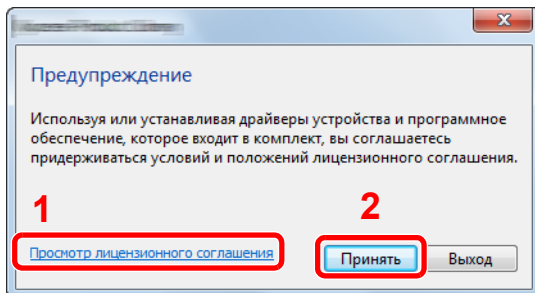 Предупреждение
Используя или устанавливая драйверы устройства и программное
обеспечение, которое входит в комплект, вы соглашаетесь
придерживаться условий и положений лицензионного соглашения.
1
2
Просмотр лицензионного соглашения
Принять
Выход